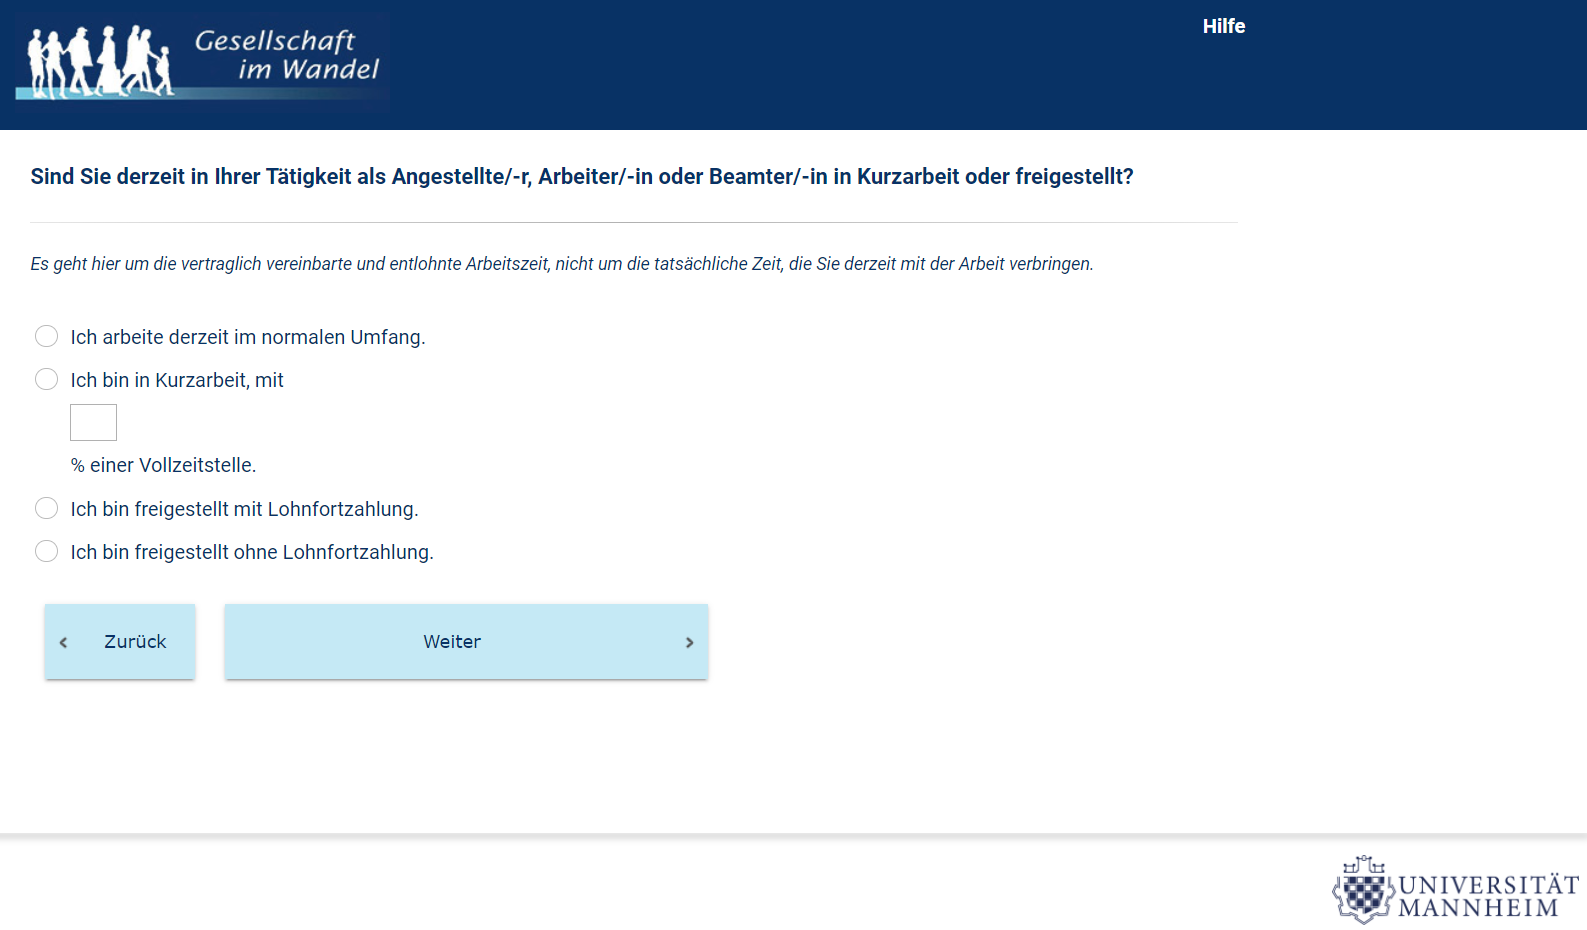 Gesellschaft
im Wandel
Hilfe
Sind Sie derzeit in Ihrer Tätigkeit als Angestellte/-r, Arbeiter/-in oder Beamter/-in in Kurzarbeit oder freigestellt?
Es geht hier um die vertraglich vereinbarte und entlohnte Arbeitszeit, nicht um die tatsächliche Zeit, die Sie derzeit mit der Arbeit verbringen.
Ich arbeite derzeit im normalen Umfang.
Ich bin in Kurzarbeit, mit
% einer Vollzeitstelle.
Ich bin freigestellt mit Lohnfortzahlung.
Ich bin freigestellt ohne Lohnfortzahlung.
Zurück
Weiter
UNIVERSITÄT
MANNHEIM